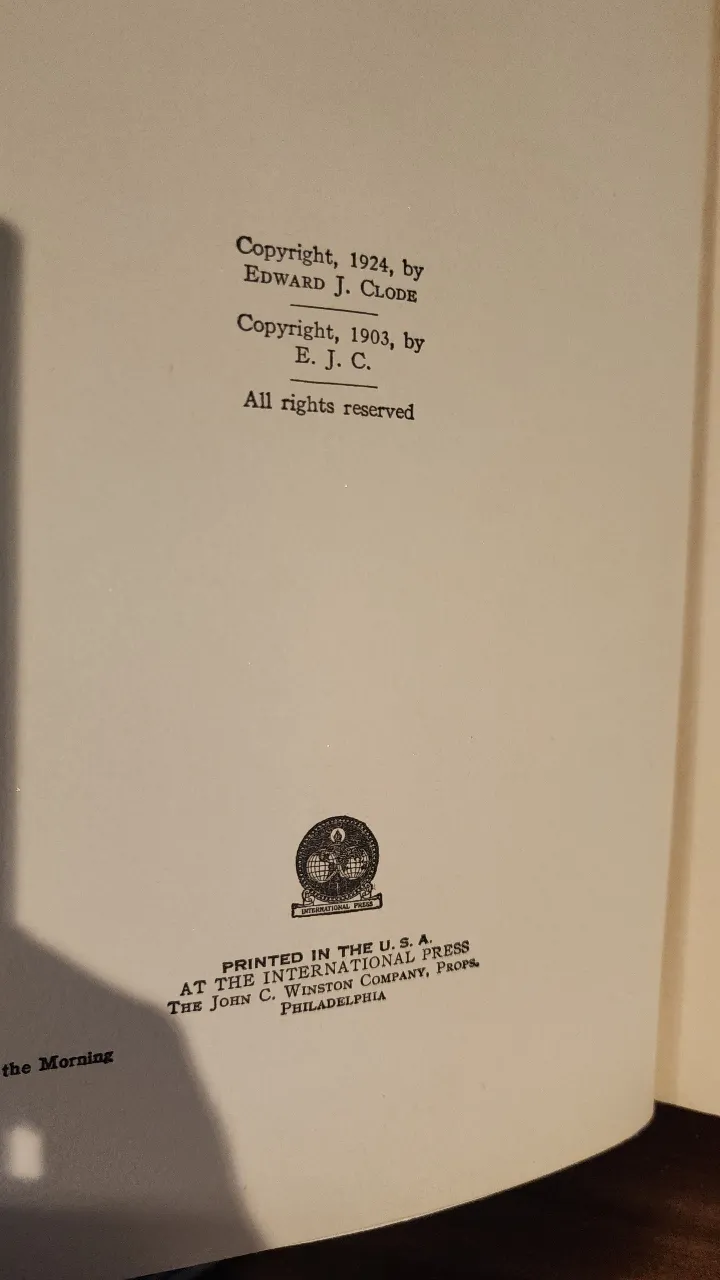 Copyright, 1924, by
EDWARD J. CLODE
Copyright, 1903, by
E. J. C.
All rights reserved
INTERNATIONAL PRESS
PRINTED IN THE U. S. A.
AT THE INTERNATIONAL PRESS
THE JOHN C. WINSTON COMPANY, PROPS.
PHILADELPHIA
the Morning